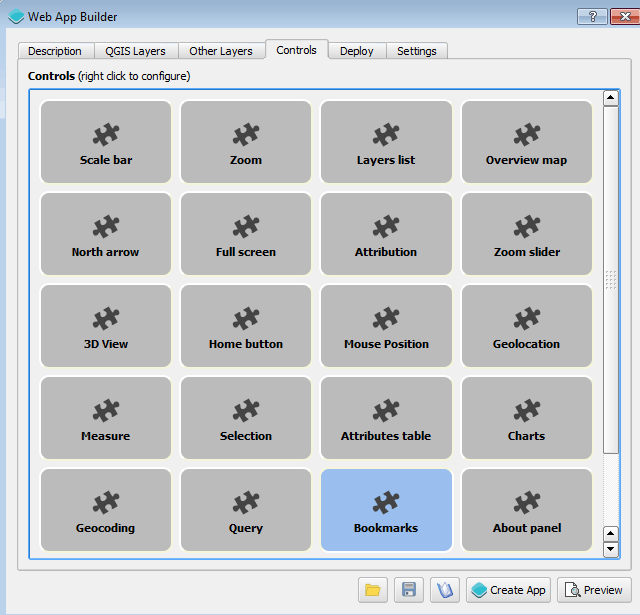 Web App Builder
Description QGIS Layers Other Layers Controls Deploy Settings
Controls (right click to configure)
Scale bar Zoom Layers list Overview map
North arrow Full screen Attribution Zoom slider
3D View Home button Mouse Position Geolocation
Measure Selection Attributes table Charts
Geocoding Query Bookmarks About panel
Create App Preview